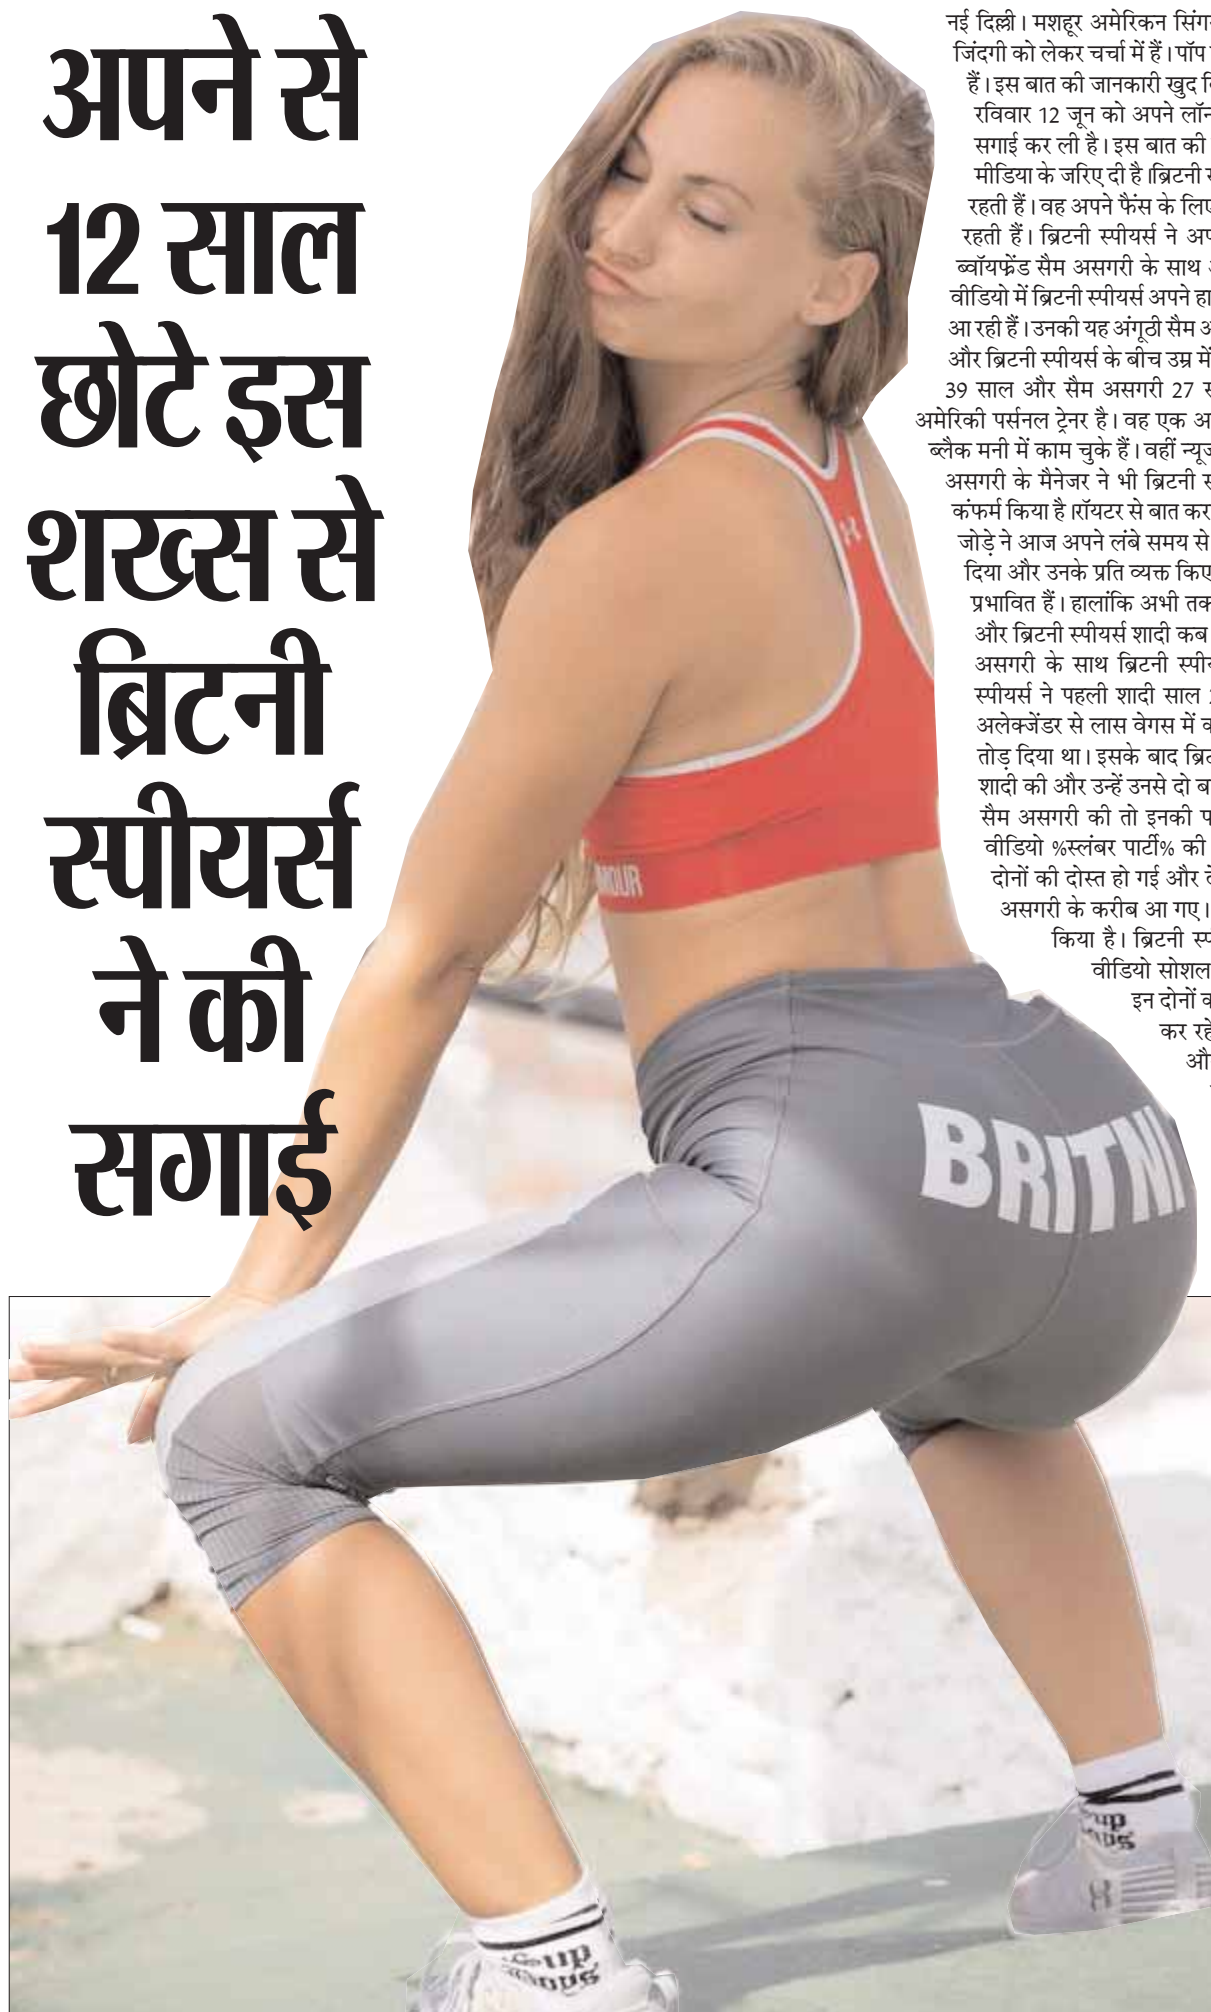 अपने से
12 साल
छोटे इस
शख्स से
ब्रिटनी
स्पीयर्स
ने की
सगाई
नई दिल्ली। मशहूर अमेरिकन
जिंदगी को लेकर चर्चा में हैं। पॉप
हैं। इस बात की जानकारी खुद
रविवार 12 जून को अपने
सगाई कर ली है। इस बात की
मीडिया के जरिए दी है।ब्रिटनी
रहती हैं। वह अपने फैंस के लिए
रहती हैं। ब्रिटनी स्पीयर्स ने
ब्वॉयफ्रेंड सैम असगरी के साथ
वीडियो में ब्रिटनी स्पीयर्स अपने
आ रही हैं। उनकी यह अंगूठी सैम
और ब्रिटनी स्पीयर्स के बीच उम्र में
39 साल और सैम असगरी 27
अमेरिकी पर्सनल ट्रेनर है। वह एक
ब्लैक मनी में काम चुके हैं। वहीं
असगरी के मैनेजर ने भी ब्रिटनी
कंफर्म किया है।रॉयटर से बात
जोड़े ने आज अपने लंबे समय से
दिया और उनके प्रति व्यक्त किए
प्रभावित हैं। हालांकि अभी
और ब्रिटनी स्पीयर्स शादी कब
असगरी के साथ ब्रिटनी
स्पीयर्स ने पहली शादी साल
अलेक्जेंडर से लास वेगस में
तोड़ दिया था। इसके बाद
शादी की और उन्हें उनसे दो
सैम असगरी की तो इनकी
वीडियो %स्लंबर पार्टी% की
दोनों की दोस्त हो गई और
असगरी के करीब आ गए।
किया है। ब्रिटनी
वीडियो सोशल
इन दोनों
कर
BRITNI